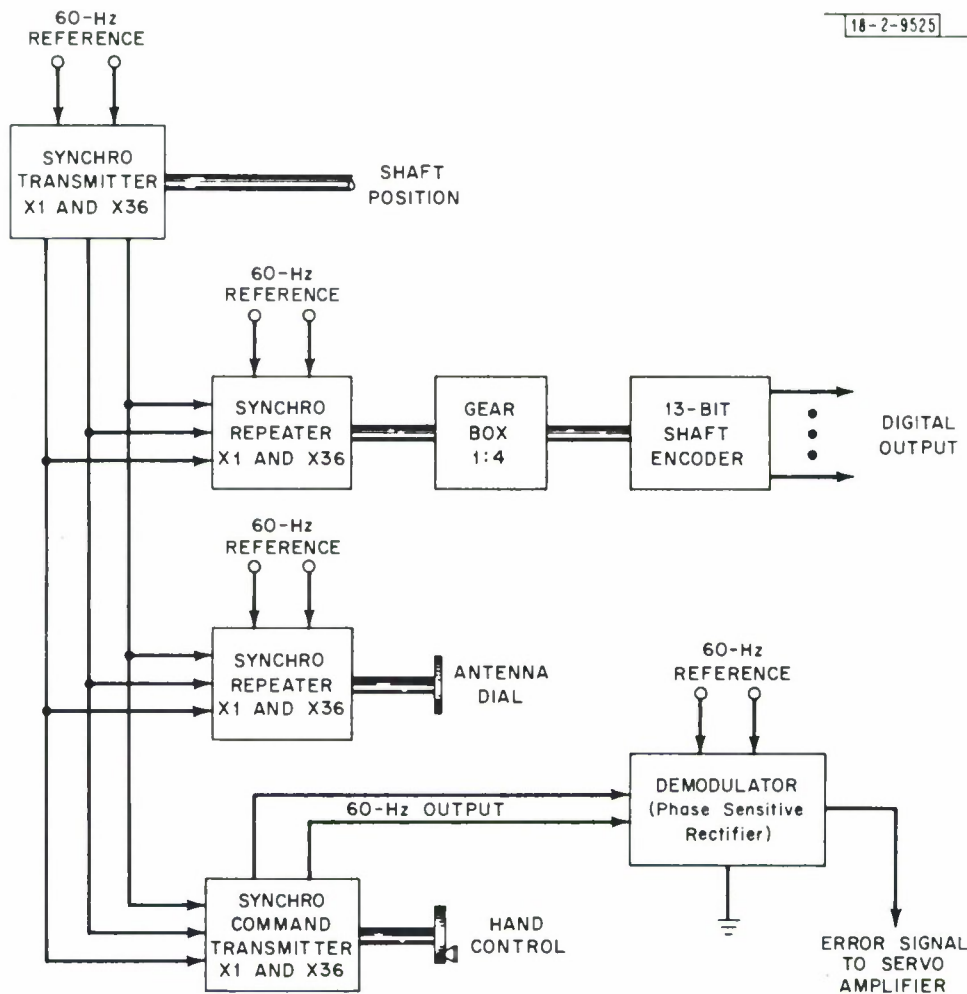 60-Hz
REFERENCE
18-2-9525
SYNCHRO
TRANSMITTER
X1 AND X36
SHAFT
POSITION
60-Hz
REFERENCE
SYNCHRO
REPEATER
X1 AND X36
GEAR
BOX
1:4
13-BIT
SHAFT
ENCODER
DIGITAL
OUTPUT
60-Hz
REFERENCE
SYNCHRO
REPEATER
X1 AND X36
ANTENNA
DIAL
60-Hz
REFERENCE
DEMODULATOR
(Phase Sensitive
Rectifier)
60-Hz OUTPUT
SYNCHRO
COMMAND
TRANSMITTER
X1 AND X36
HAND
CONTROL
ERROR SIGNAL
TO SERVO
AMPLIFIER